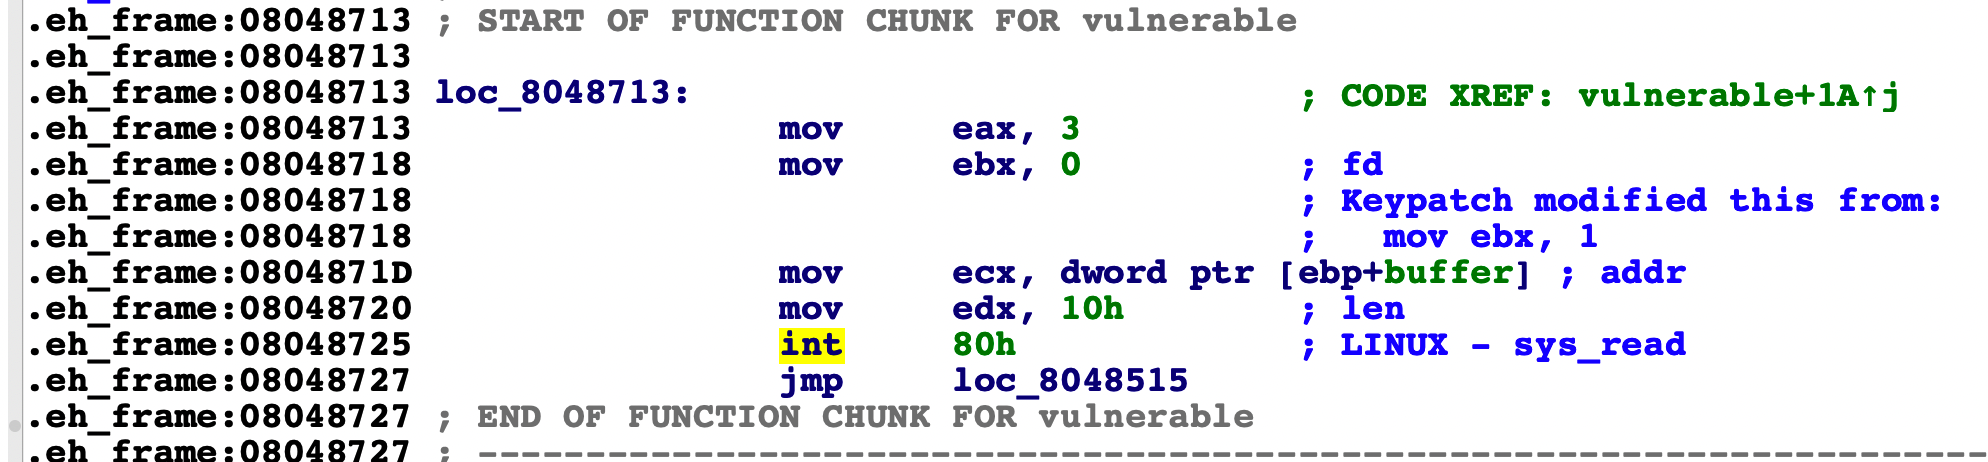 .eh_frame:08048713 ; START OF FUNCTION CHUNK FOR vulnerable
.eh_frame:08048713
.eh_frame:08048713 loc_8048713: ; CODE XREF: vulnerable+1A↑j
.eh_frame:08048713 mov eax, 3
.eh_frame:08048718 mov ebx, 0 ; fd
.eh_frame:08048718 ; Keypatch modified this from:
.eh_frame:08048718 ; mov ebx, 1
.eh_frame:0804871D mov ecx, dword ptr [ebp+buffer] ; addr
.eh_frame:08048720 mov edx, 10h ; len
.eh_frame:08048725 int 80h ; LINUX - sys_read
.eh_frame:08048727 jmp loc_8048515
.eh_frame:08048727 ; END OF FUNCTION CHUNK FOR vulnerable
.eh_frame:08048727 ; ---------------------------------------------------------------------------